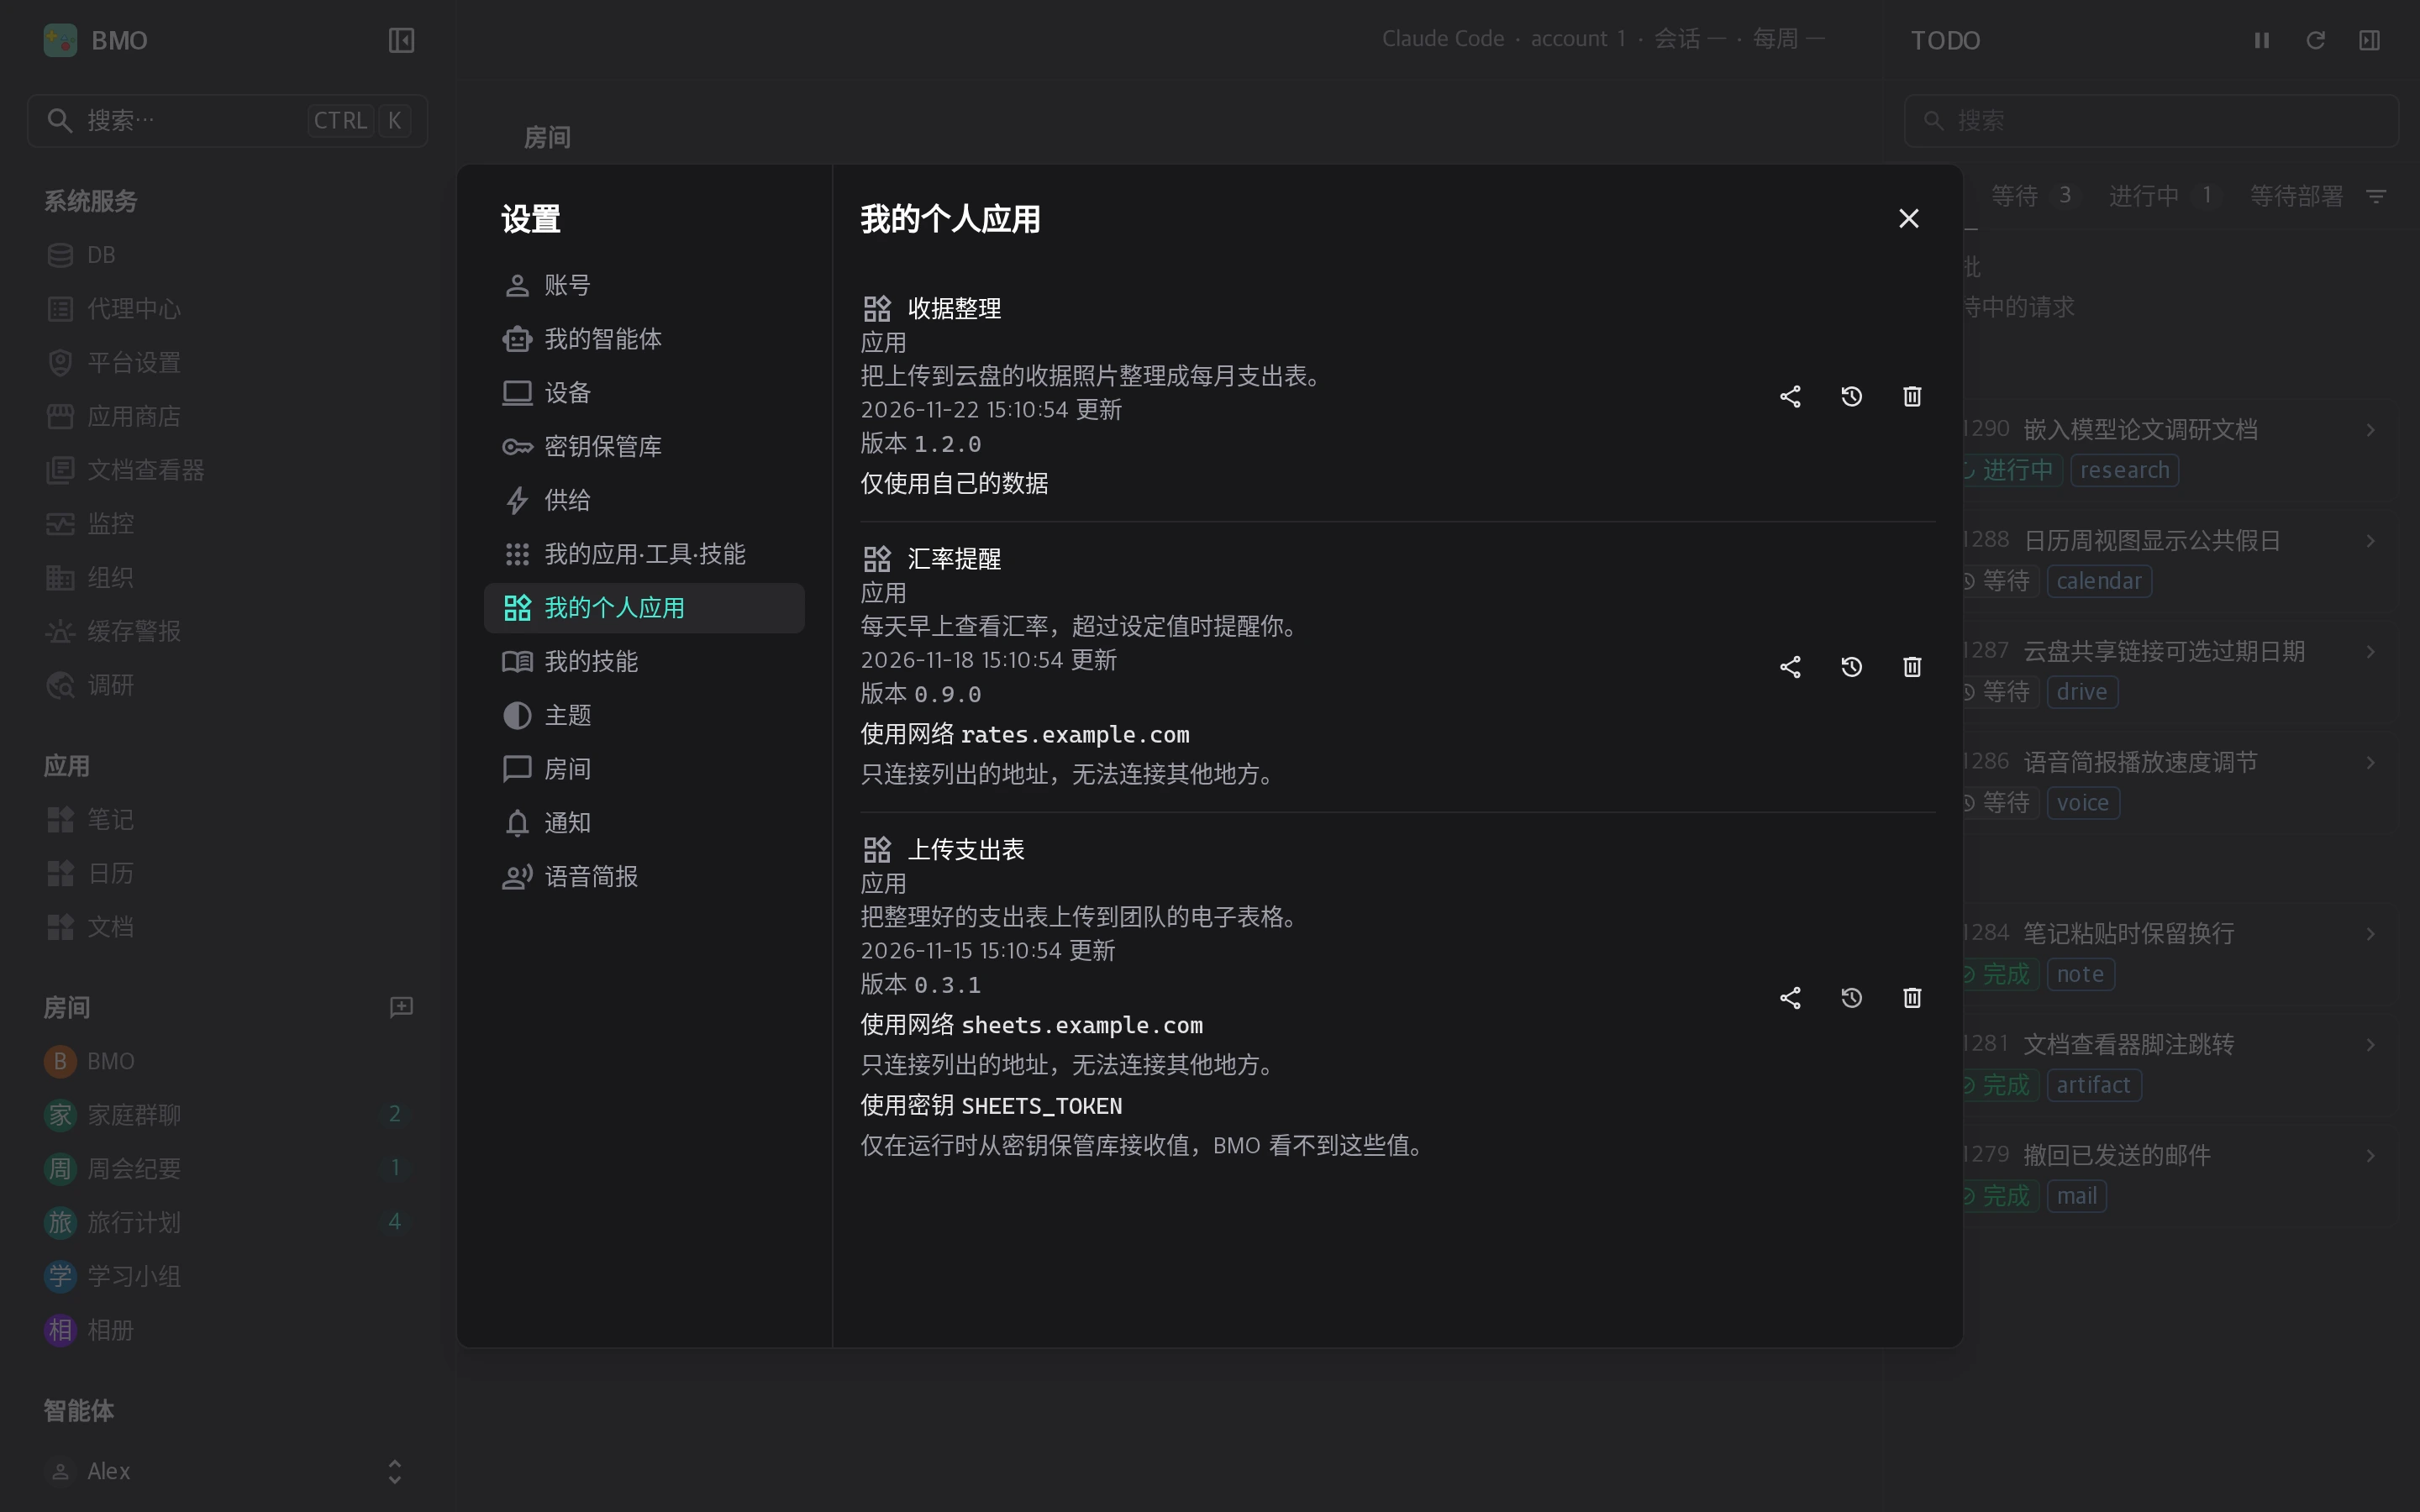 BMO
搜索…
CTRL K
系统服务
DB
代理中心
平台设置
应用商店
文档查看器
监控
组织
缓存警报
调研
应用
笔记
日历
文档
房间
B BMO
家 家庭群聊 2
周 周会纪要 1
旅 旅行计划 4
学 学习小组
相 相册
智能体
Alex
Claude Code · account 1 · 会话 — · 每周 —
房间
设置
账号
我的智能体
设备
密钥保管库
供给
我的应用·工具·技能
我的个人应用
我的技能
主题
房间
通知
语音简报
我的个人应用
收据整理
应用
把上传到云盘的收据照片整理成每月支出表。
2026-11-22 15:10:54 更新
版本 1.2.0
仅使用自己的数据
汇率提醒
应用
每天早上查看汇率，超过设定值时提醒你。
2026-11-18 15:10:54 更新
版本 0.9.0
使用网络 rates.example.com
只连接列出的地址，无法连接其他地方。
上传支出表
应用
把整理好的支出表上传到团队的电子表格。
2026-11-15 15:10:54 更新
版本 0.3.1
使用网络 sheets.example.com
只连接列出的地址，无法连接其他地方。
使用密钥 SHEETS_TOKEN
仅在运行时从密钥保管库接收值，BMO 看不到这些值。
TODO
搜索
等待 3 进行中 1 等待部署
批
待中的请求
1290 嵌入模型论文调研文档
进行中 research
1288 日历周视图显示公共假日
等待 calendar
1287 云盘共享链接可选过期日期
等待 drive
1286 语音简报播放速度调节
等待 voice
1284 笔记粘贴时保留换行
完成 note
1281 文档查看器脚注跳转
完成 artifact
1279 撤回已发送的邮件
完成 mail